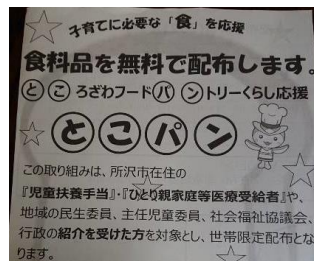 子育てに必要な「食」を応援
食料品を無料で配布します。
ところざわフードパントリーくらし応援
とこパン
この取り組みは、所沢市在住の
『児童扶養手当』・『ひとり親家庭等医療受給者』や、
地域の民生委員、主任児童委員、社会福祉協議会、
行政の紹介を受けた方を対象とし、世帯限定配布とな
ります。